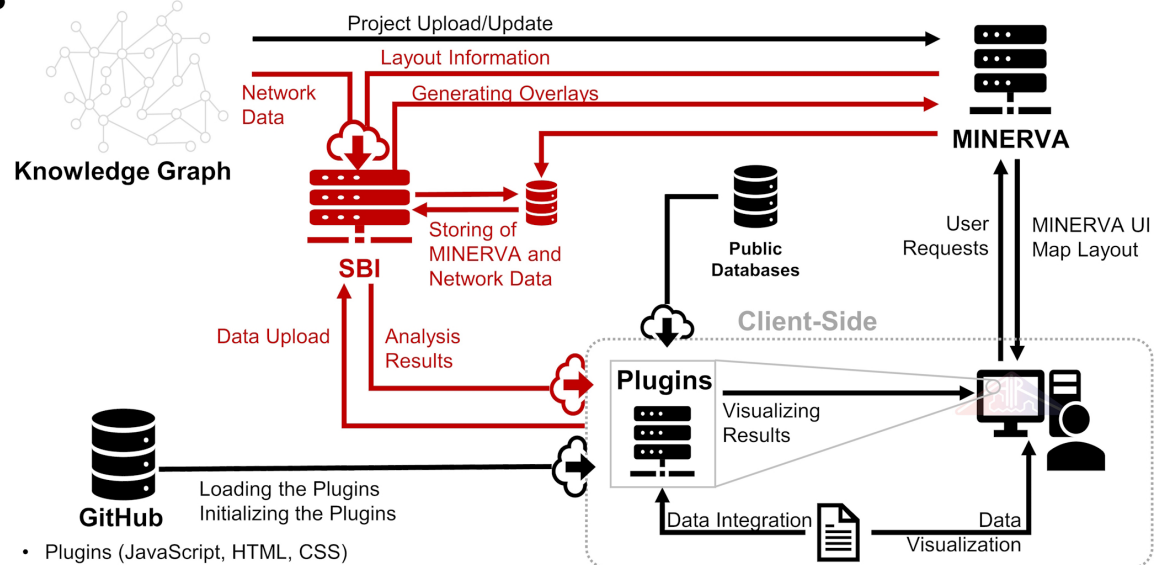 Project Upload/Update
Layout Information
Network
Data
Generating Overlays
Knowledge Graph
MINERVA
Storing of
MINERVA and
Network Data
SBI
Public
Databases
User
Requests
MINERVA UI
Map Layout
Client-Side
Data Upload
Analysis
Results
Plugins
Visualizing
Results
GitHub
Loading the Plugins
Initializing the Plugins
Data Integration
Data
Visualization
• Plugins (JavaScript, HTML, CSS)